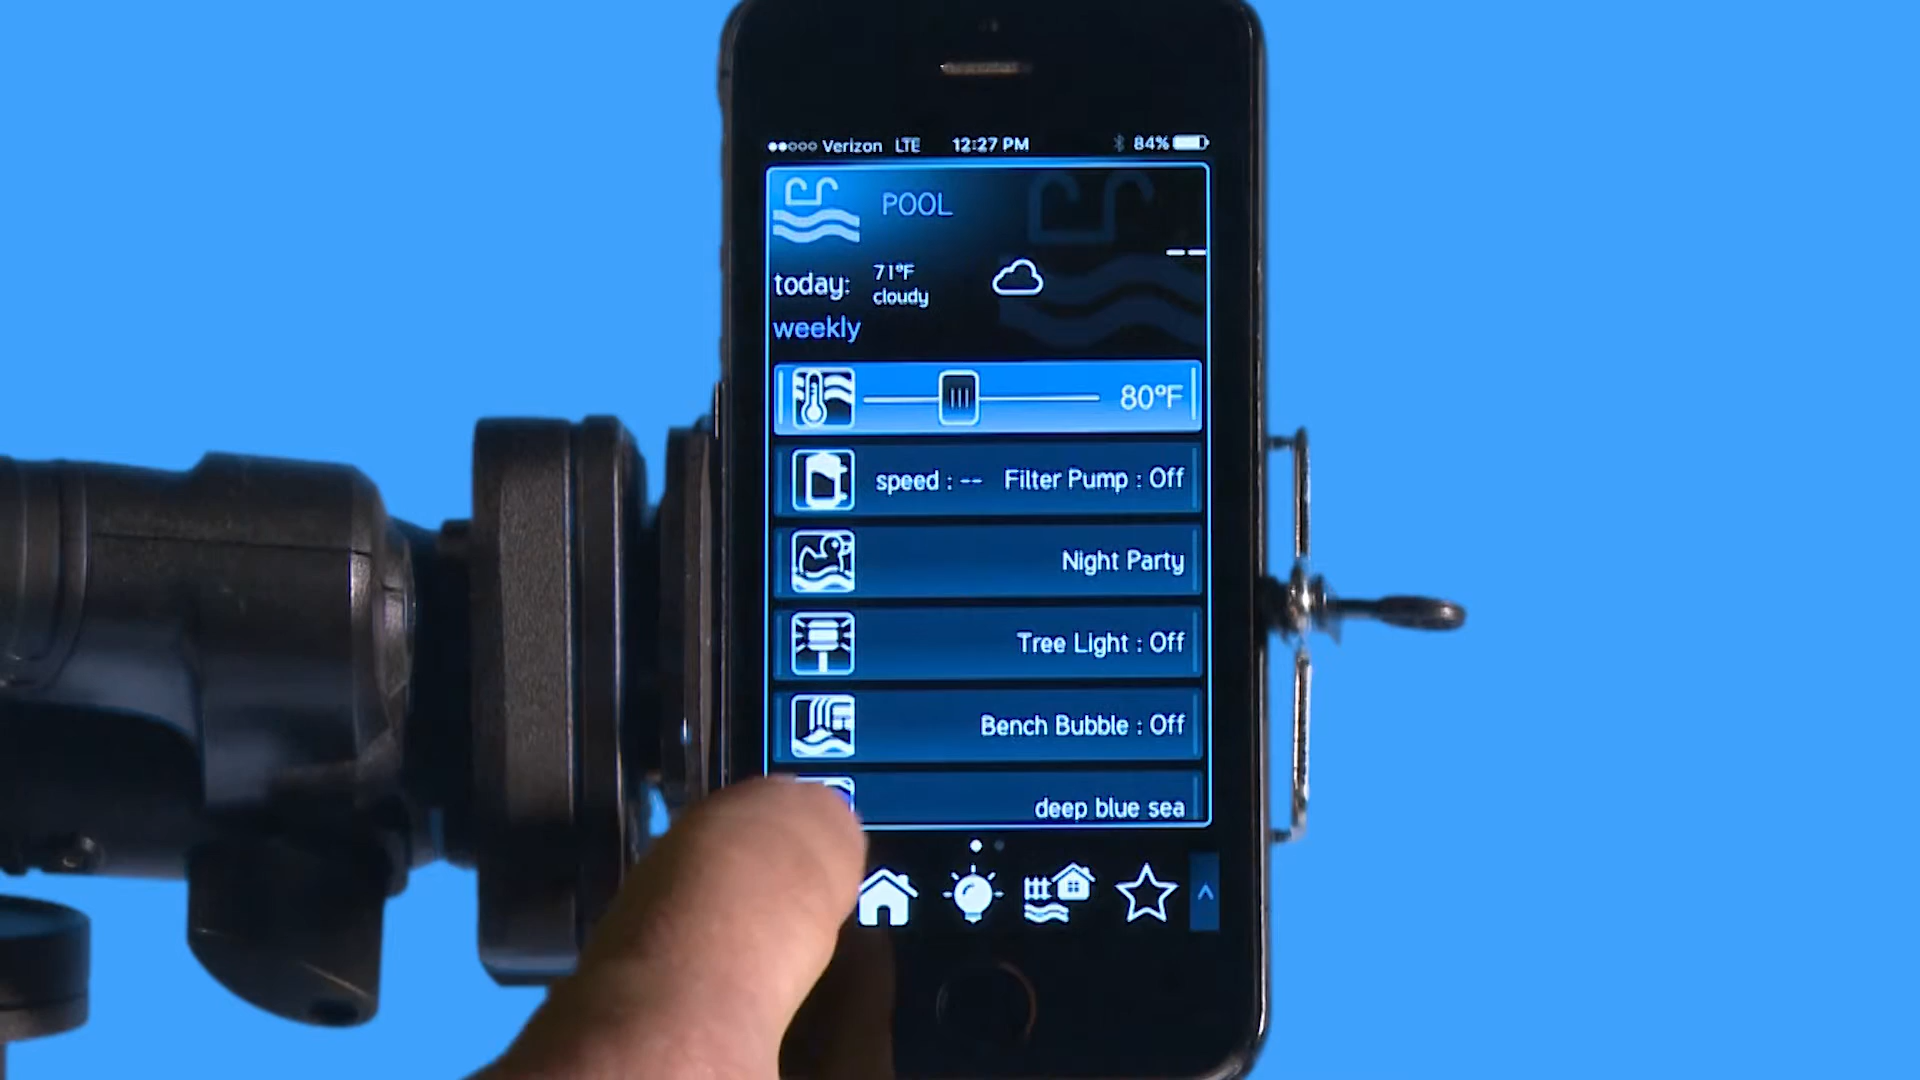 Verizon LTE 12:27 PM 84%
POOL
--
today: 71°F
cloudy
weekly
80°F
speed : -- Filter Pump : Off
Night Party
Tree Light : Off
Bench Bubble : Off
deep blue sea